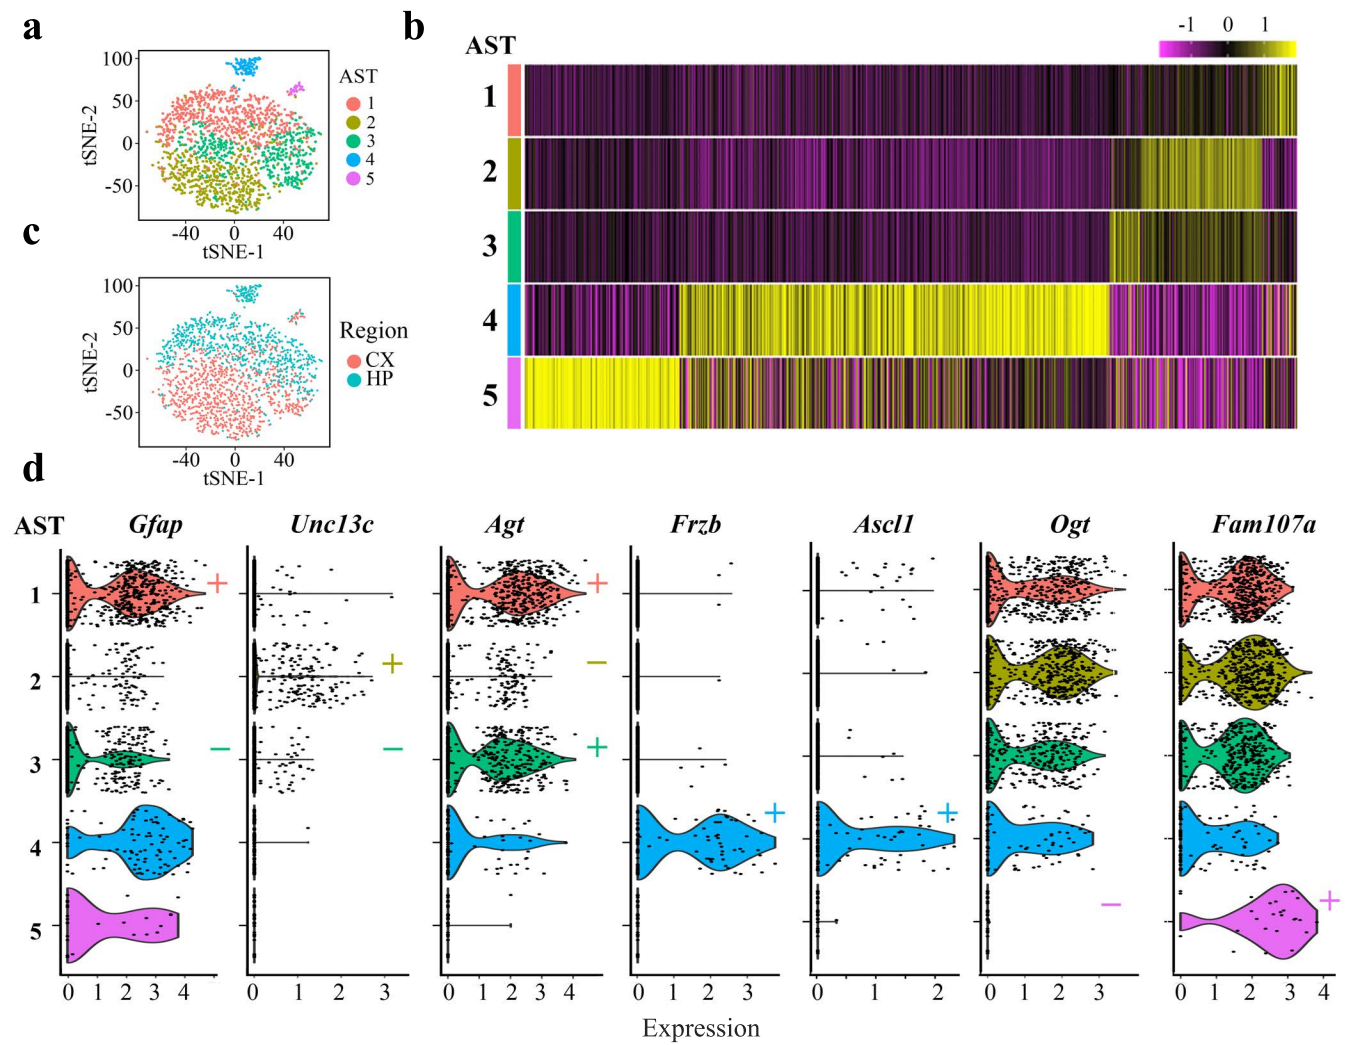 a
100
50
0
-50
-40 0 40
tSNE-1
tSNE-2
AST
1
2
3
4
5
b
AST
-1 0 1
1
2
3
4
5
c
100
50
0
-50
-40 0 40
tSNE-1
tSNE-2
Region
CX
HP
d
AST Gfap Unc13c Agt Frzb Ascl1 Ogt Fam107a
1 + +
2 + −
3 − − +
4 + +
5 − +
0 1 2 3 4 0 1 2 3 0 1 2 3 4 0 1 2 3 0 1 2 0 1 2 3 0 1 2 3 4
Expression